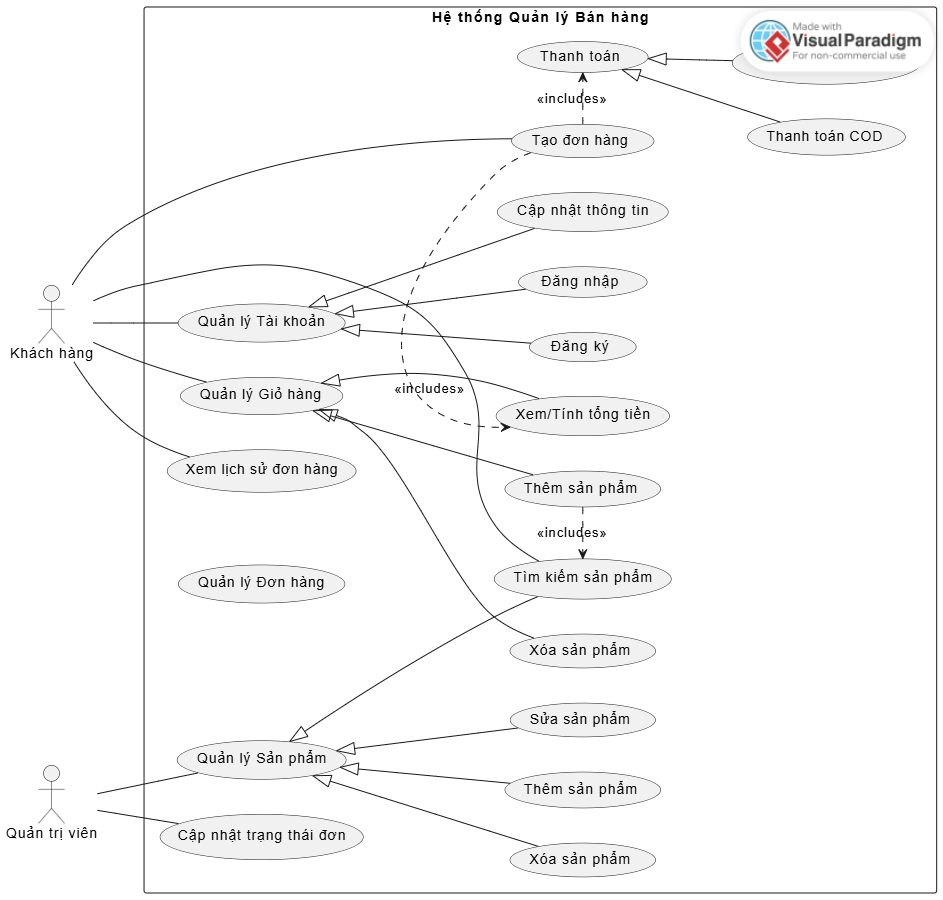 Hệ thống Quản lý Bán hàng
Made with
Visual Paradigm
For non-commercial use
Thanh toán
«includes»
Thanh toán COD
Tạo đơn hàng
Cập nhật thông tin
Đăng nhập
Quản lý Tài khoản
Khách hàng
Đăng ký
Quản lý Giỏ hàng
«includes»
Xem/Tính tổng tiền
Xem lịch sử đơn hàng
Thêm sản phẩm
«includes»
Quản lý Đơn hàng
Tìm kiếm sản phẩm
Xóa sản phẩm
Sửa sản phẩm
Quản lý Sản phẩm
Thêm sản phẩm
Quản trị viên
Cập nhật trạng thái đơn
Xóa sản phẩm